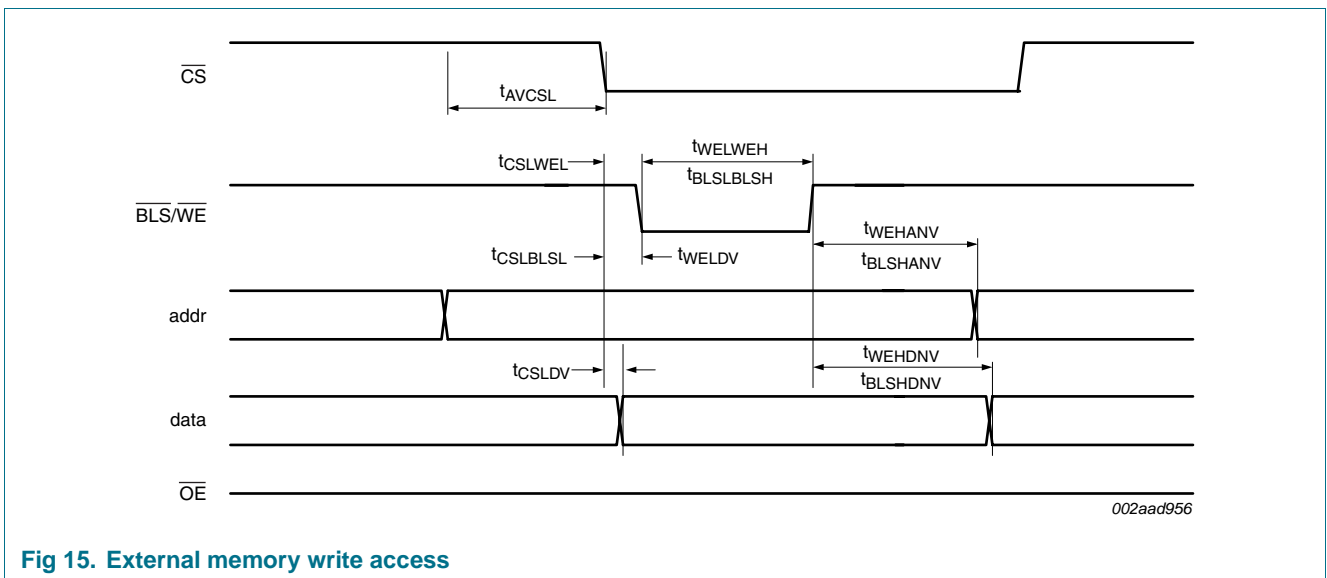 CS
tAVCSL
tCSLWEL
tWELWEH
tBLSLBLSH
BLS/WE
tWEHANV
tCSLBLSL
tWELDV
tBLSHANV
addr
tWEHDNV
tCSLDV
tBLSHDNV
data
OE
002aad956
Fig 15. External memory write access